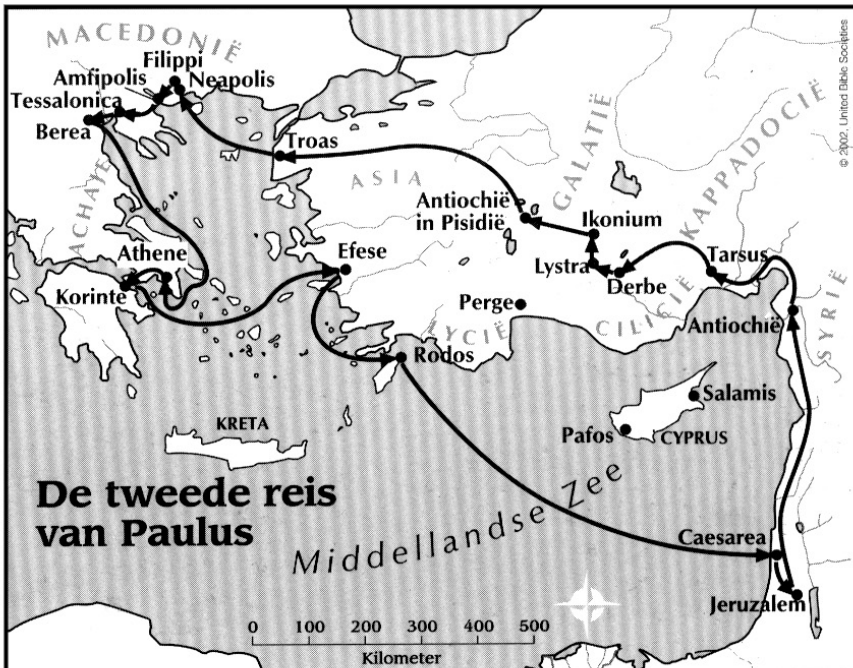 MACEDONIË
Filippi
Amfipolis
Neapolis
Tessalonica
Berea
Troas
ASIA
GALATIË
KAPPADOCIË
© 2002, United Bible Societies
ACHAJE
Antiochië
in Pisidië
Ikonium
Athene
Efese
Lystra
Derbe
Tarsus
Korinte
Perge
LYCIË
CILICIË
Antiochië
SYRIË
Rodos
Salamis
KRETA
Pafos
CYPRUS
De tweede reis
van Paulus
Middellandse Zee
Caesarea
Jeruzalem
0 100 200 300 400 500
Kilometer